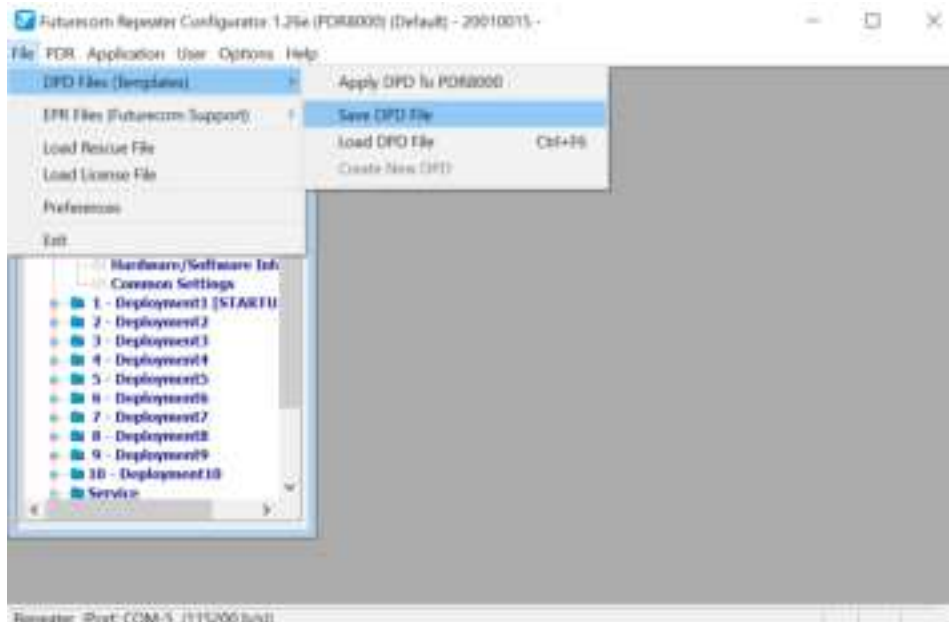 Futurecom Repeater Configurator 1.26e (PDR8000) (Default) - 20010015 -
File PDR Application User Options Help
DPD Files (Templates)
EPR Files (Futurecom Support)
Load Rescue File
Load License File
Preferences
Exit
Apply DPD To PDR8000
Save DPD File
Load DPD File Ctrl+F6
Create New DPD
Hardware/Software Inf
Common Settings
1 - Deployment1 [STARTU
2 - Deployment2
3 - Deployment3
4 - Deployment4
5 - Deployment5
6 - Deployment6
7 - Deployment7
8 - Deployment8
9 - Deployment9
10 - Deployment10
Service
Repeater iPort: COM-5 (115200 b/s)